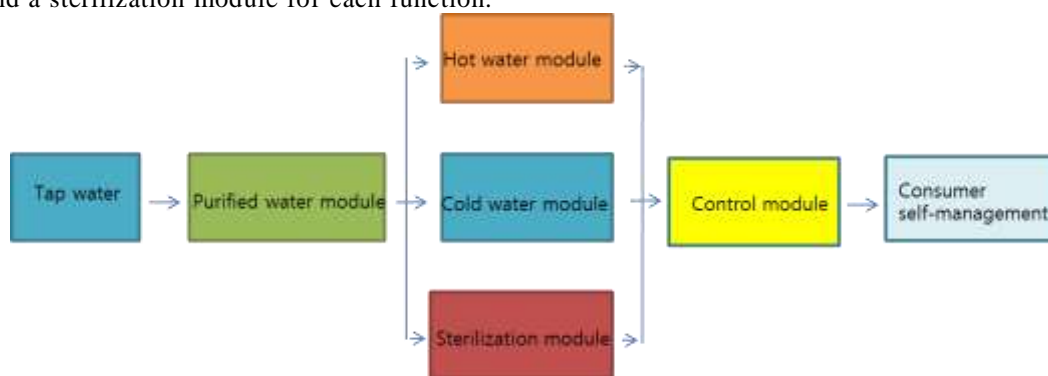 nd a sterilization module for each function.
Hot water module
Tap water
Purified water module
Cold water module
Control module
Consumer
self-management
Sterilization module